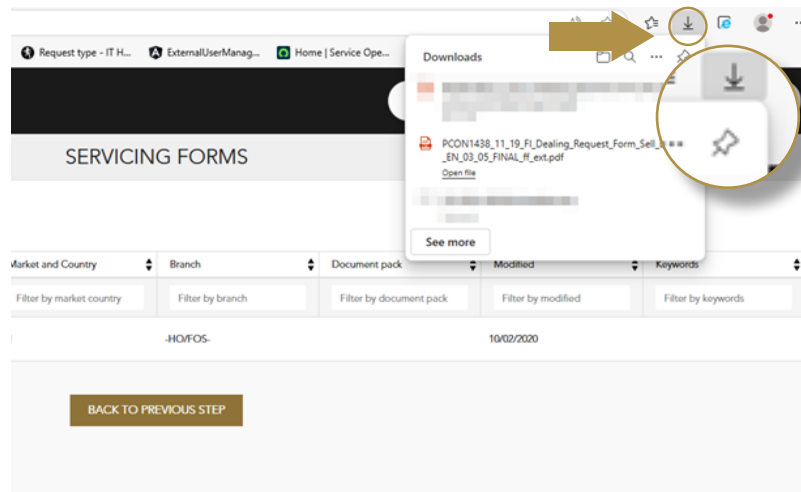 Request type - IT H...
ExternalUserManag...
Home | Service Ope...
Downloads
PCON1438_11_19_FI_Dealing_Request_Form_Sell_
_EN_03_05_FINAL_ff_ext.pdf
Open file
See more
SERVICING FORMS
Market and Country
Branch
Document pack
Modified
Keywords
Filter by market country
Filter by branch
Filter by document pack
Filter by modified
Filter by keywords
-HO/FOS-
10/02/2020
BACK TO PREVIOUS STEP